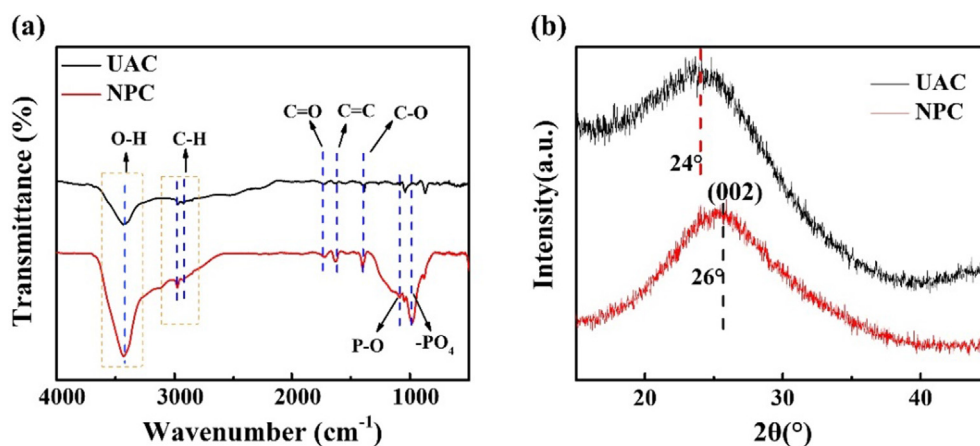 (a)
UAC
NPC
O-H
C-H
C=O
C=C
C-O
P-O
-PO₄
Transmittance (%)
4000
3000
2000
1000
Wavenumber (cm⁻¹)
(b)
UAC
NPC
24°
(002)
26°
Intensity(a.u.)
20
30
40
2θ(°)